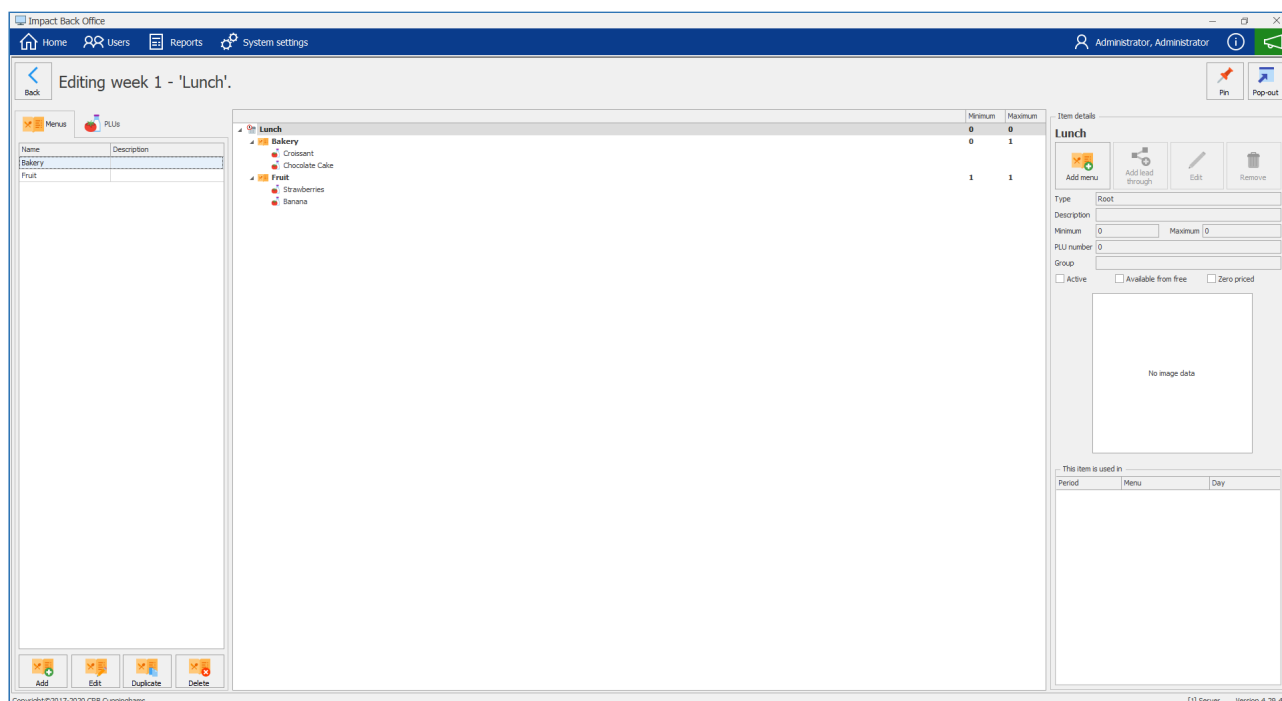 Impact Back Office
Home Users Reports System settings Administrator, Administrator
Back Editing week 1 - 'Lunch'. Pin Pop-out
Menus PLUs
Name Description
Bakery
Fruit
Add Edit Duplicate Delete
Minimum Maximum
Lunch 0 0
Bakery 0 1
Croissant
Chocolate Cake
Fruit 1 1
Strawberries
Banana
Item details
Lunch
Add menu Add lead through Edit Remove
Type Root
Description
Minimum 0 Maximum 0
PLU number 0
Group
Active Available from free Zero priced
No image data
This item is used in
Period Menu Day